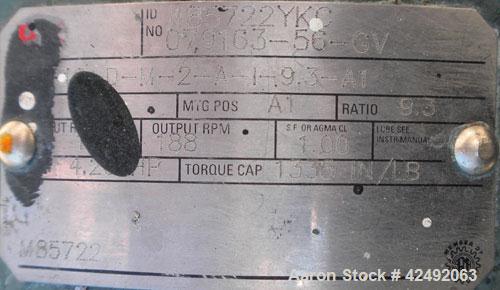 ID M85722YKC
NO 079163-56-GV
D-M-2-A-1-9.3-A1
MTG POS A1 RATIO 9.3
OUTPUT RPM 188 S.F OR AGMA CL 1.00 LUBE SEE INSTR-MANUAL
4.2 HP TORQUE CAP 1336 IN/LB
M85722
Aaron Stock # 42492063